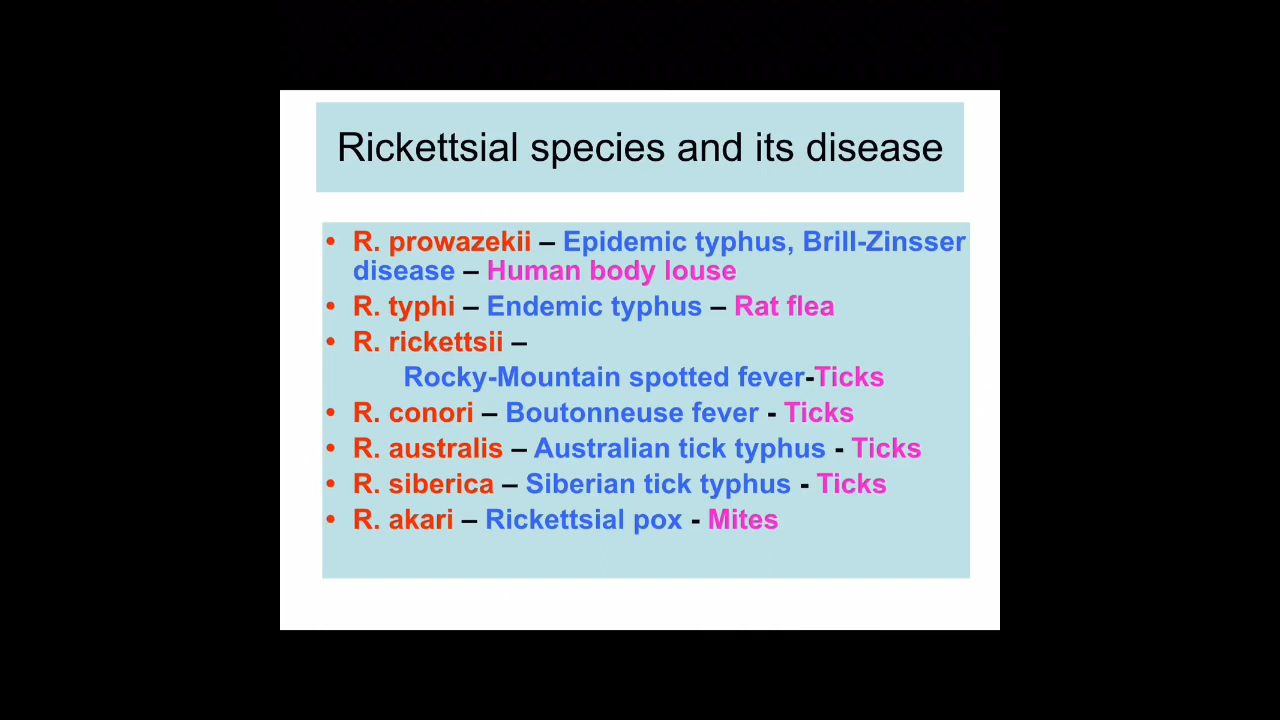 Rickettsial species and its disease
• R. prowazekii – Epidemic typhus, Brill-Zinsser
disease – Human body louse
• R. typhi – Endemic typhus – Rat flea
• R. rickettsii –
Rocky-Mountain spotted fever-Ticks
• R. conori – Boutonneuse fever - Ticks
• R. australis – Australian tick typhus - Ticks
• R. siberica – Siberian tick typhus - Ticks
• R. akari – Rickettsial pox - Mites